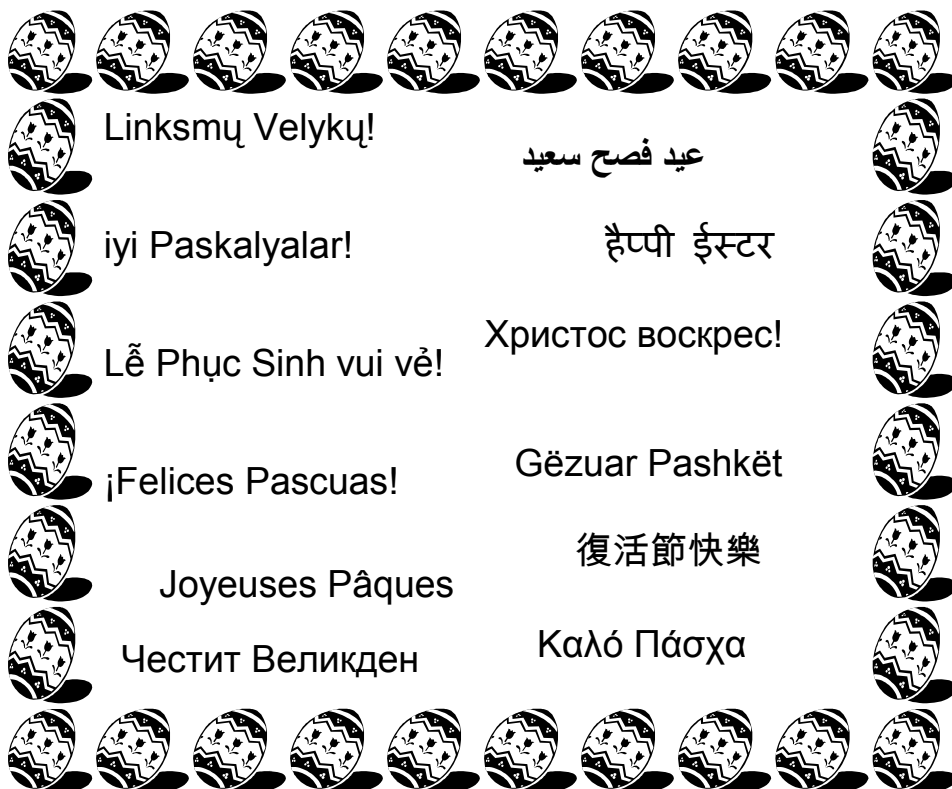 Linksmų Velykų!
عيد فصح سعيد
iyi Paskalyalar!
हैप्पी ईस्टर
Lễ Phục Sinh vui vẻ!
Христос воскрес!
¡Felices Pascuas!
Gëzuar Pashkët
Joyeuses Pâques
復活節快樂
Честит Великден
Καλό Πάσχα